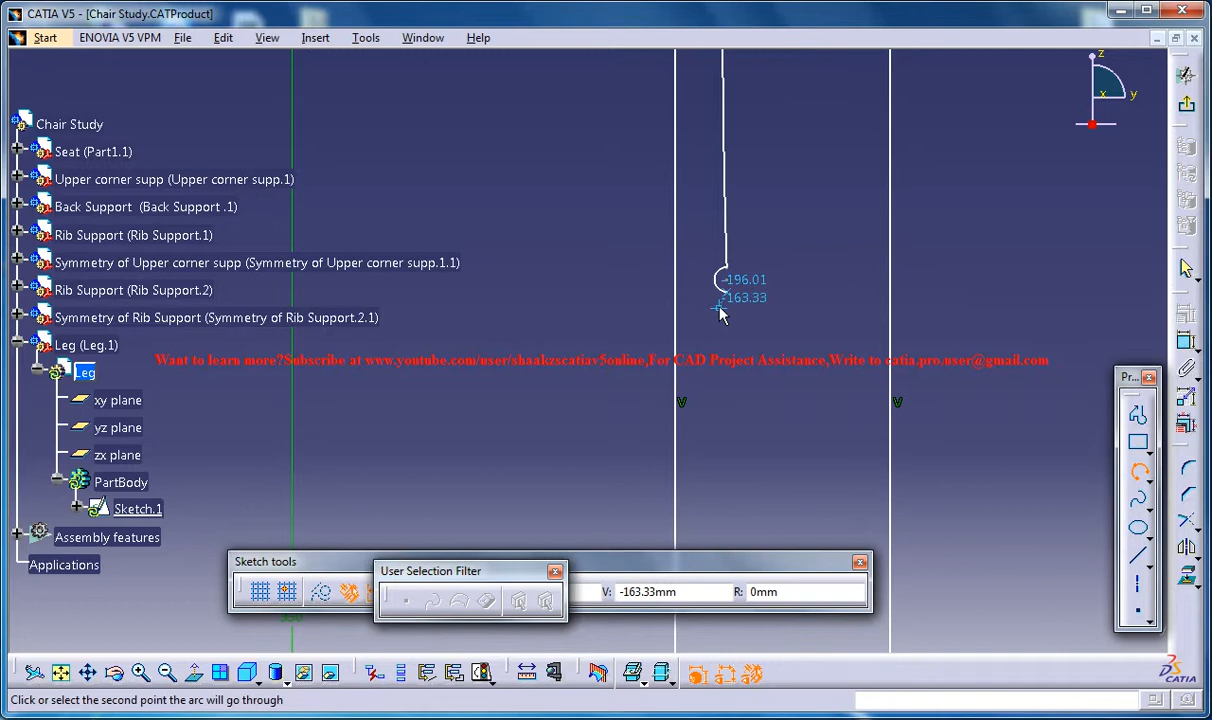 CATIA V5 - [Chair Study.CATProduct]
Start ENOVIA V5 VPM File Edit View Insert Tools Window Help
z
x y
Chair Study
Seat (Part1.1)
Upper corner supp (Upper corner supp.1)
Back Support (Back Support .1)
Rib Support (Rib Support.1)
Symmetry of Upper corner supp (Symmetry of Upper corner supp.1.1)
Rib Support (Rib Support.2)
Symmetry of Rib Support (Symmetry of Rib Support.2.1)
Leg (Leg.1)
Leg
xy plane
yz plane
zx plane
PartBody
Sketch.1
Assembly features
Applications
-196.01
-163.33
Want to learn more?Subscribe at www.youtube.com/user/shaakzscatiav5online,For CAD Project Assistance,Write to catia.pro.user@gmail.com
V V
Pr...
Sketch tools
User Selection Filter
V: -163.33mm R: 0mm
CATIA
Click or select the second point the arc will go through